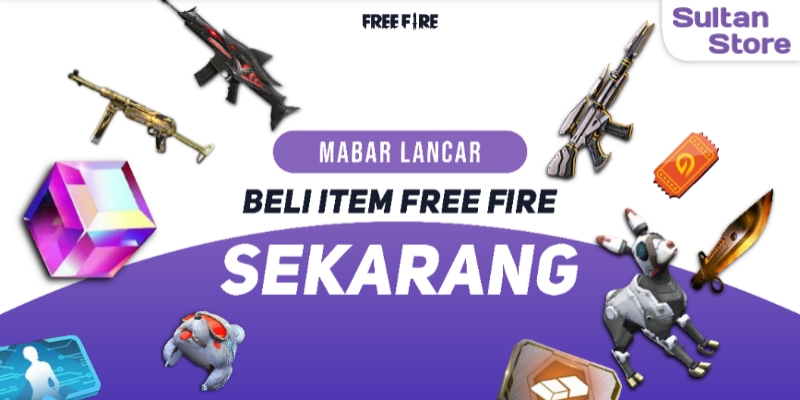 FREE FIRE
Sultan
Store
MABAR LANCAR
BELI ITEM FREE FIRE
SEKARANG